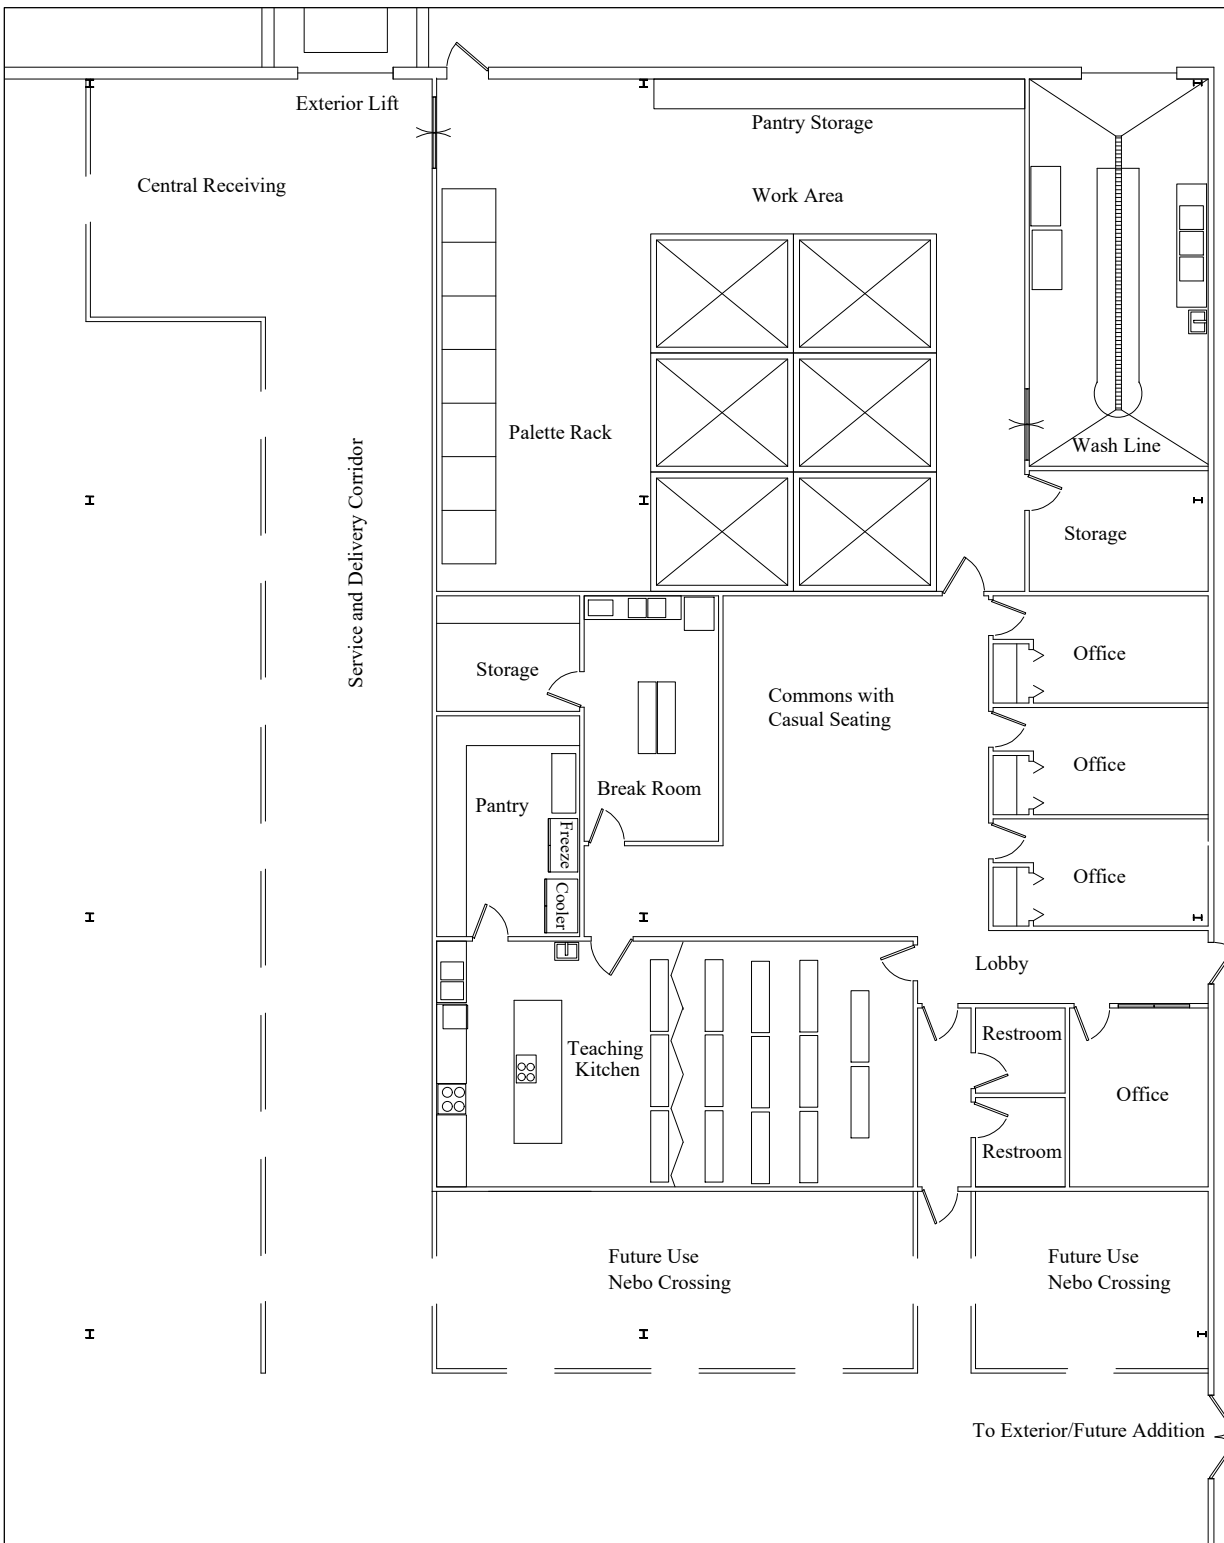 Exterior Lift
Pantry Storage
Central Receiving
Work Area
Palette Rack
Wash Line
Service and Delivery Corridor
Storage
Office
Storage
Commons with
Casual Seating
Office
Break Room
Pantry
Freeze
Cooler
Office
Lobby
Restroom
Teaching
Kitchen
Office
Restroom
Future Use
Nebo Crossing
Future Use
Nebo Crossing
To Exterior/Future Addition